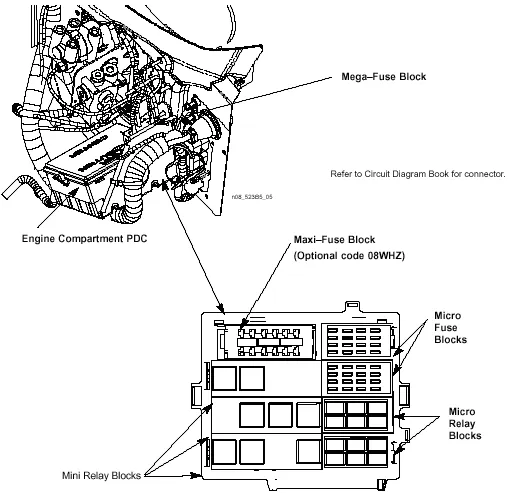 Mega–Fuse Block
Refer to Circuit Diagram Book for connector.
n08_523B5_05
Engine Compartment PDC
Maxi–Fuse Block
(Optional code 08WHZ)
Micro
Fuse
Blocks
Micro
Relay
Blocks
Mini Relay Blocks